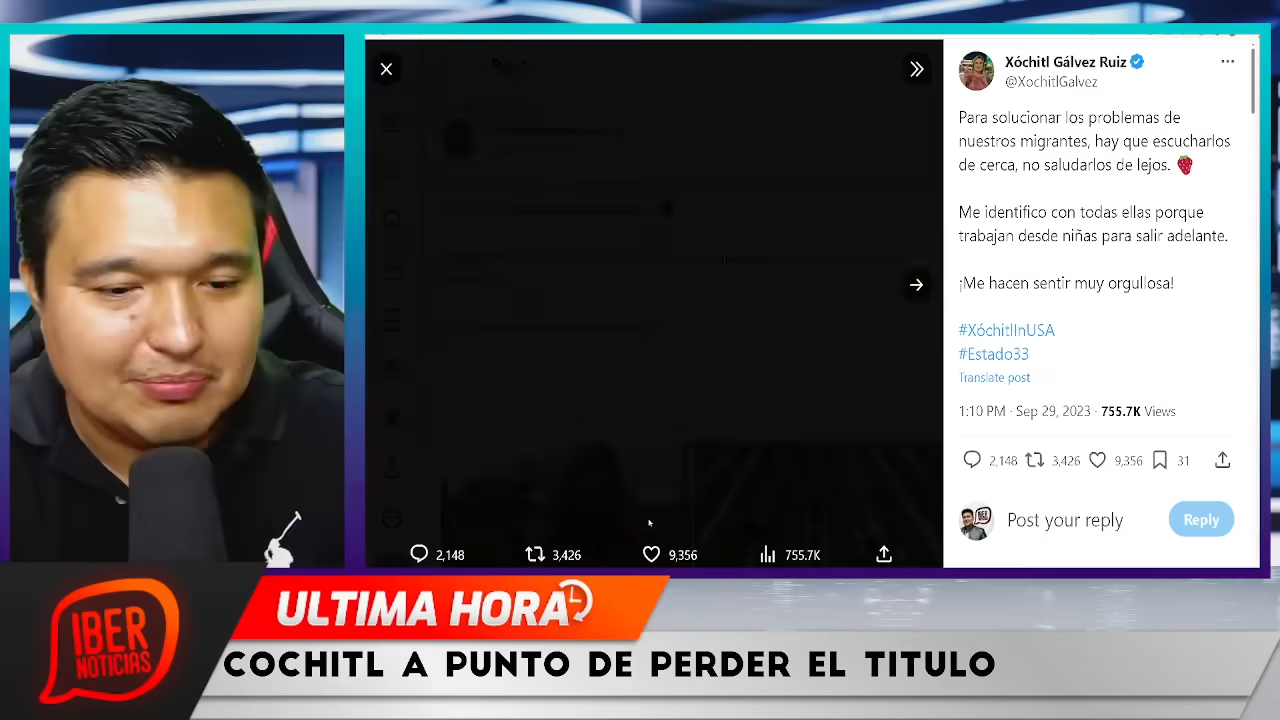 Xóchitl Gálvez Ruiz
@XochitlGalvez
Para solucionar los problemas de
nuestros migrantes, hay que escucharlos
de cerca, no saludarlos de lejos. 🍓
Me identifico con todas ellas porque
trabajan desde niñas para salir adelante.
¡Me hacen sentir muy orgullosa!
#XóchitlInUSA
#Estado33
Translate post
1:10 PM · Sep 29, 2023 · 755.7K Views
2,148 3,426 9,356 31
Post your reply
Reply
2,148 3,426 9,356 755.7K
ULTIMA HORA
IBER
NOTICIAS
COCHITL A PUNTO DE PERDER EL TITULO